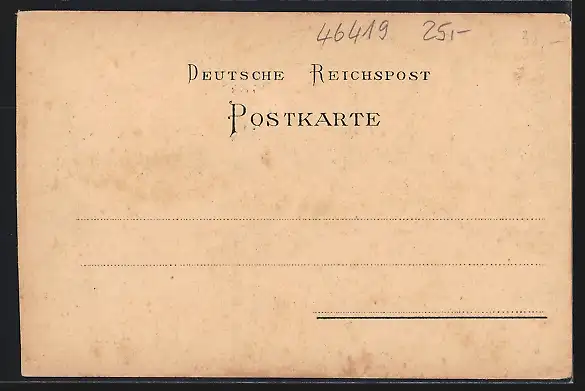 46419 25,-
DEUTSCHE REICHSPOST
POSTKARTE